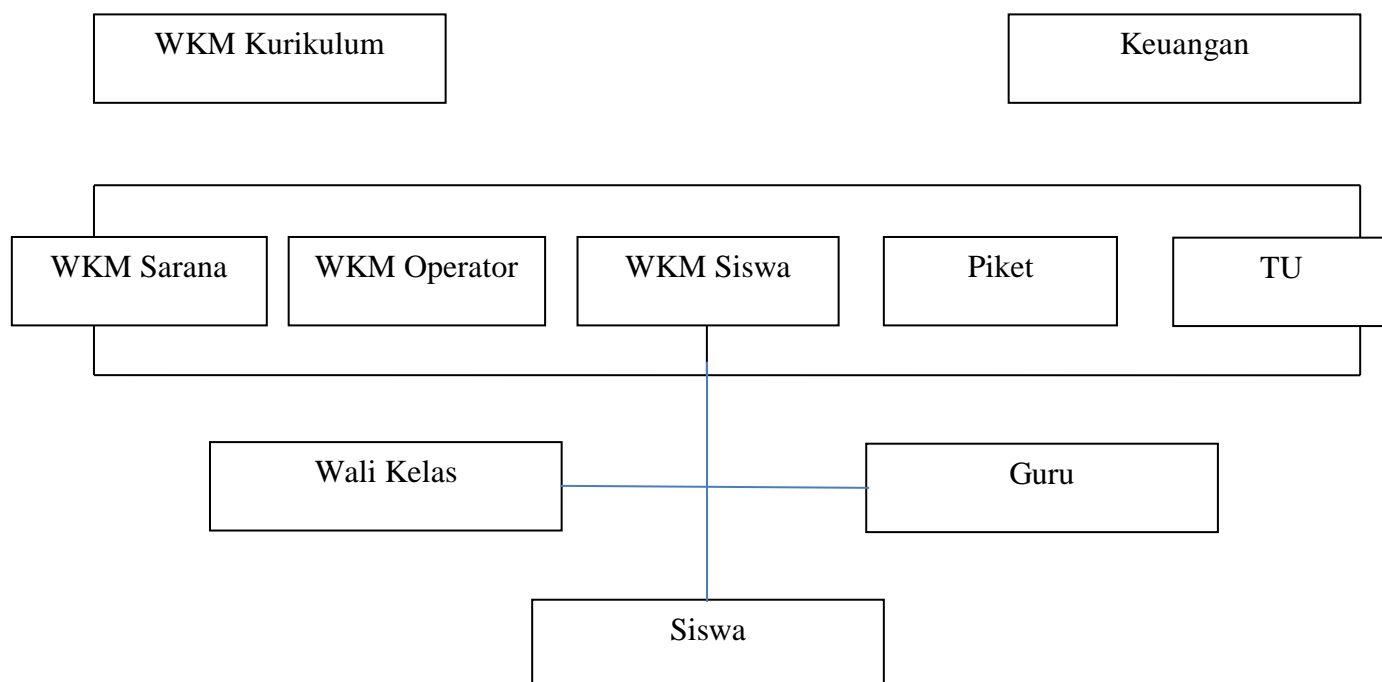 WKM Kurikulum
Keuangan
WKM Sarana
WKM Operator
WKM Siswa
Piket
TU
Wali Kelas
Guru
Siswa